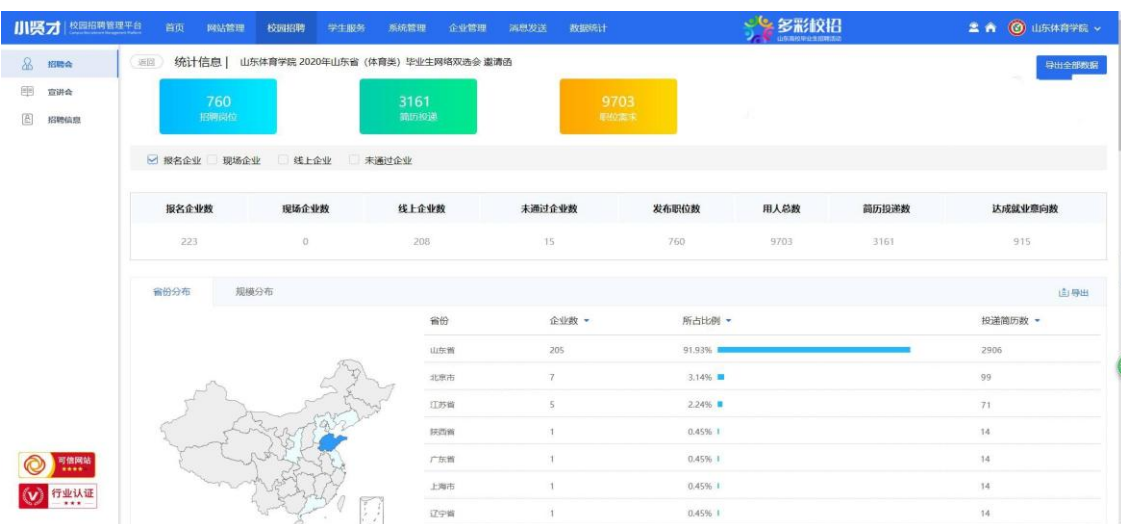 小贤才 校园招聘管理平台 首页 网站管理 校园招聘 学生服务 系统管理 企业管理 消息发送 数据统计 多彩校招 山东体育学院
招聘会
宣讲会
招聘信息
返回 统计信息 | 山东体育学院 2020年山东省（体育类）毕业生网络双选会 邀请函 导出全部数据
760 3161 9703
招聘岗位 简历投递 职位需求
报名企业 现场企业 线上企业 未通过企业
报名企业数 现场企业数 线上企业数 未通过企业数 发布职位数 用人总数 简历投递数 达成就业意向数
223 0 208 15 760 9703 3161 915
省份分布 规模分布 导出
省份 企业数 所占比例 投递简历数
山东省 205 91.93% 2906
北京市 7 3.14% 99
江苏省 5 2.24% 71
陕西省 1 0.45% 14
广东省 1 0.45% 14
上海市 1 0.45% 14
辽宁省 1 0.45% 14
可信网站
行业认证